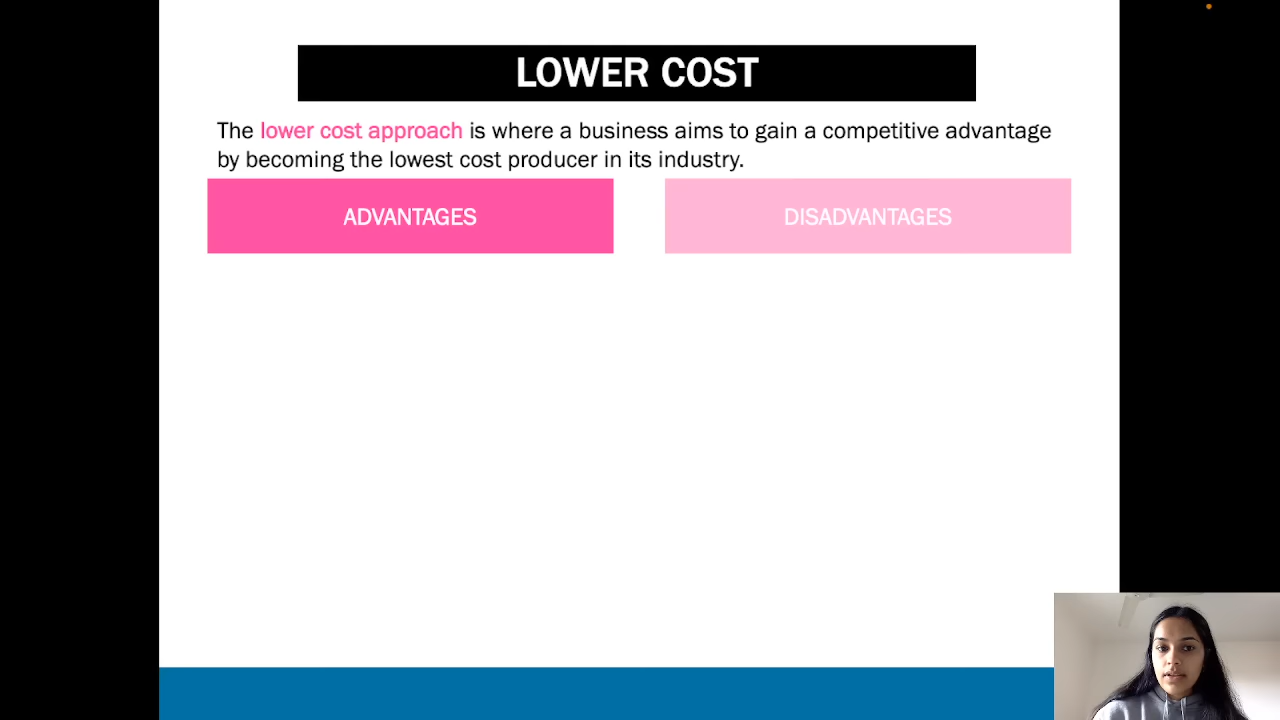 LOWER COST
The lower cost approach is where a business aims to gain a competitive advantage
by becoming the lowest cost producer in its industry.
ADVANTAGES
DISADVANTAGES